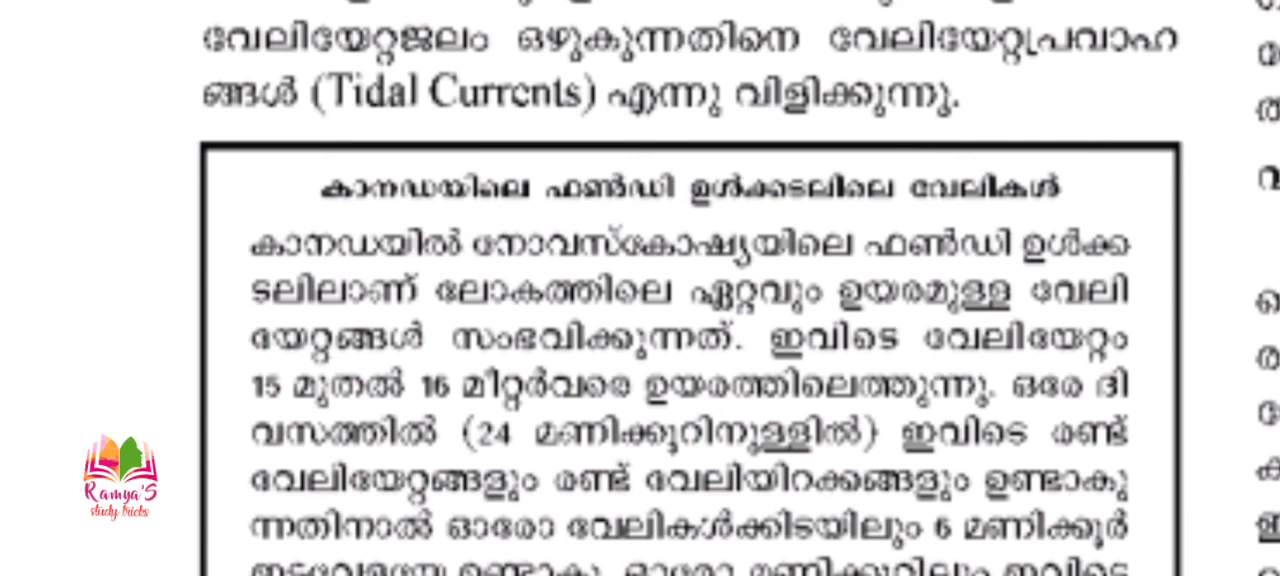 വേലിയേറ്റജലം ഒഴുകുന്നതിനെ വേലിയേറ്റപ്രവാഹ
ങ്ങൾ (Tidal Currents) എന്നു വിളിക്കുന്നു.
കാനഡയിലെ ഫൺഡി ഉൾക്കടലിലെ വേലികൾ
കാനഡയിൽ നോവസ്കോഷ്യയിലെ ഫൺഡി ഉൾക്ക
ടലിലാണ് ലോകത്തിലെ ഏറ്റവും ഉയരമുള്ള വേലി
യേറ്റങ്ങൾ സംഭവിക്കുന്നത്. ഇവിടെ വേലിയേറ്റം
15 മുതൽ 16 മീറ്റർവരെ ഉയരത്തിലെത്തുന്നു. ഒരേ ദി
വസത്തിൽ (24 മണിക്കൂറിനുള്ളിൽ) ഇവിടെ രണ്ട്
വേലിയേറ്റങ്ങളും രണ്ട് വേലിയിറക്കങ്ങളും ഉണ്ടാകു
ന്നതിനാൽ ഓരോ വേലികൾക്കിടയിലും 6 മണിക്കൂർ
Ramya'S
study tricks